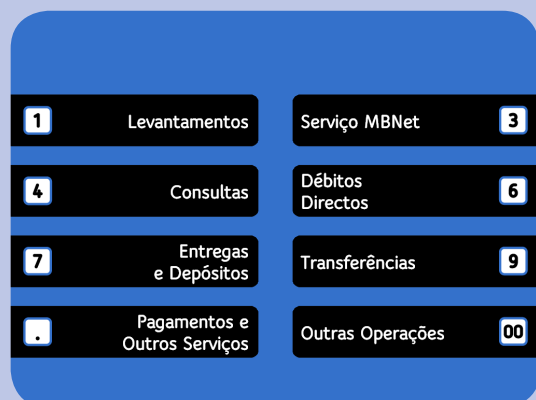 1 Levantamentos
Serviço MBNet 3
4 Consultas
Débitos
Directos 6
7 Entregas
e Depósitos
Transferências 9
. Pagamentos e
Outros Serviços
Outras Operações 00